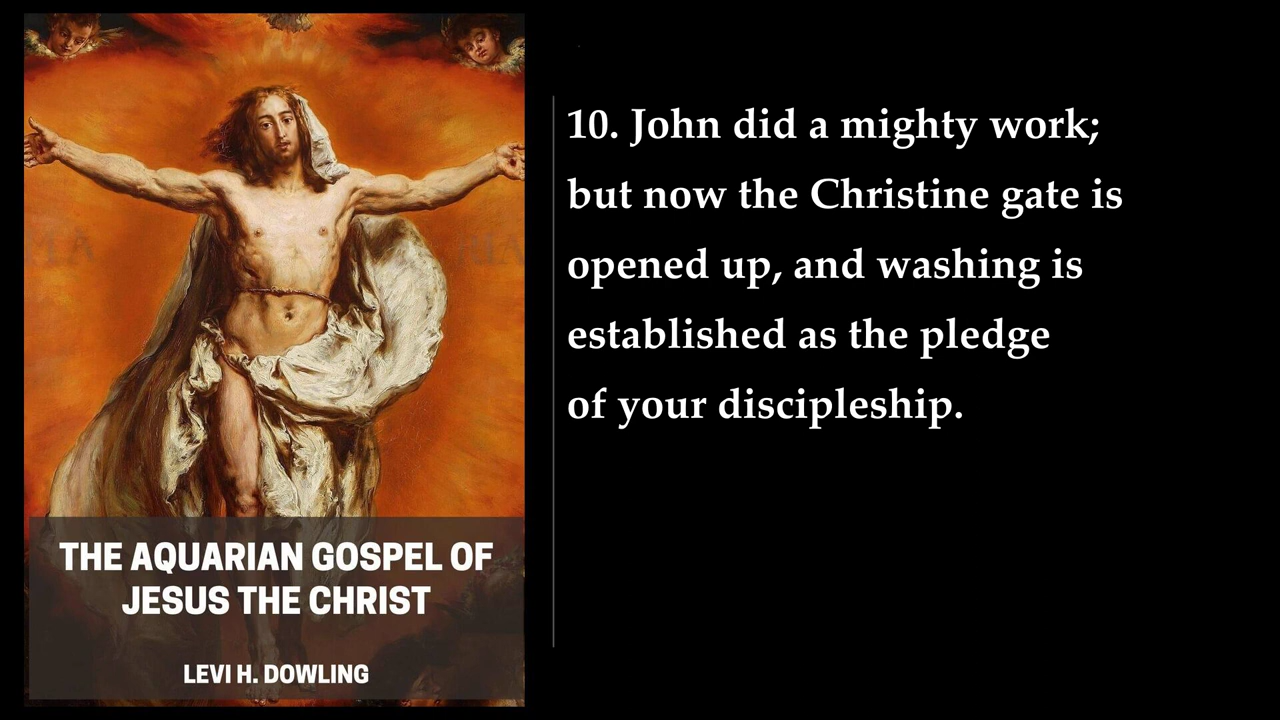 THE AQUARIAN GOSPEL OF
JESUS THE CHRIST
LEVI H. DOWLING
10. John did a mighty work;
but now the Christine gate is
opened up, and washing is
established as the pledge
of your discipleship.